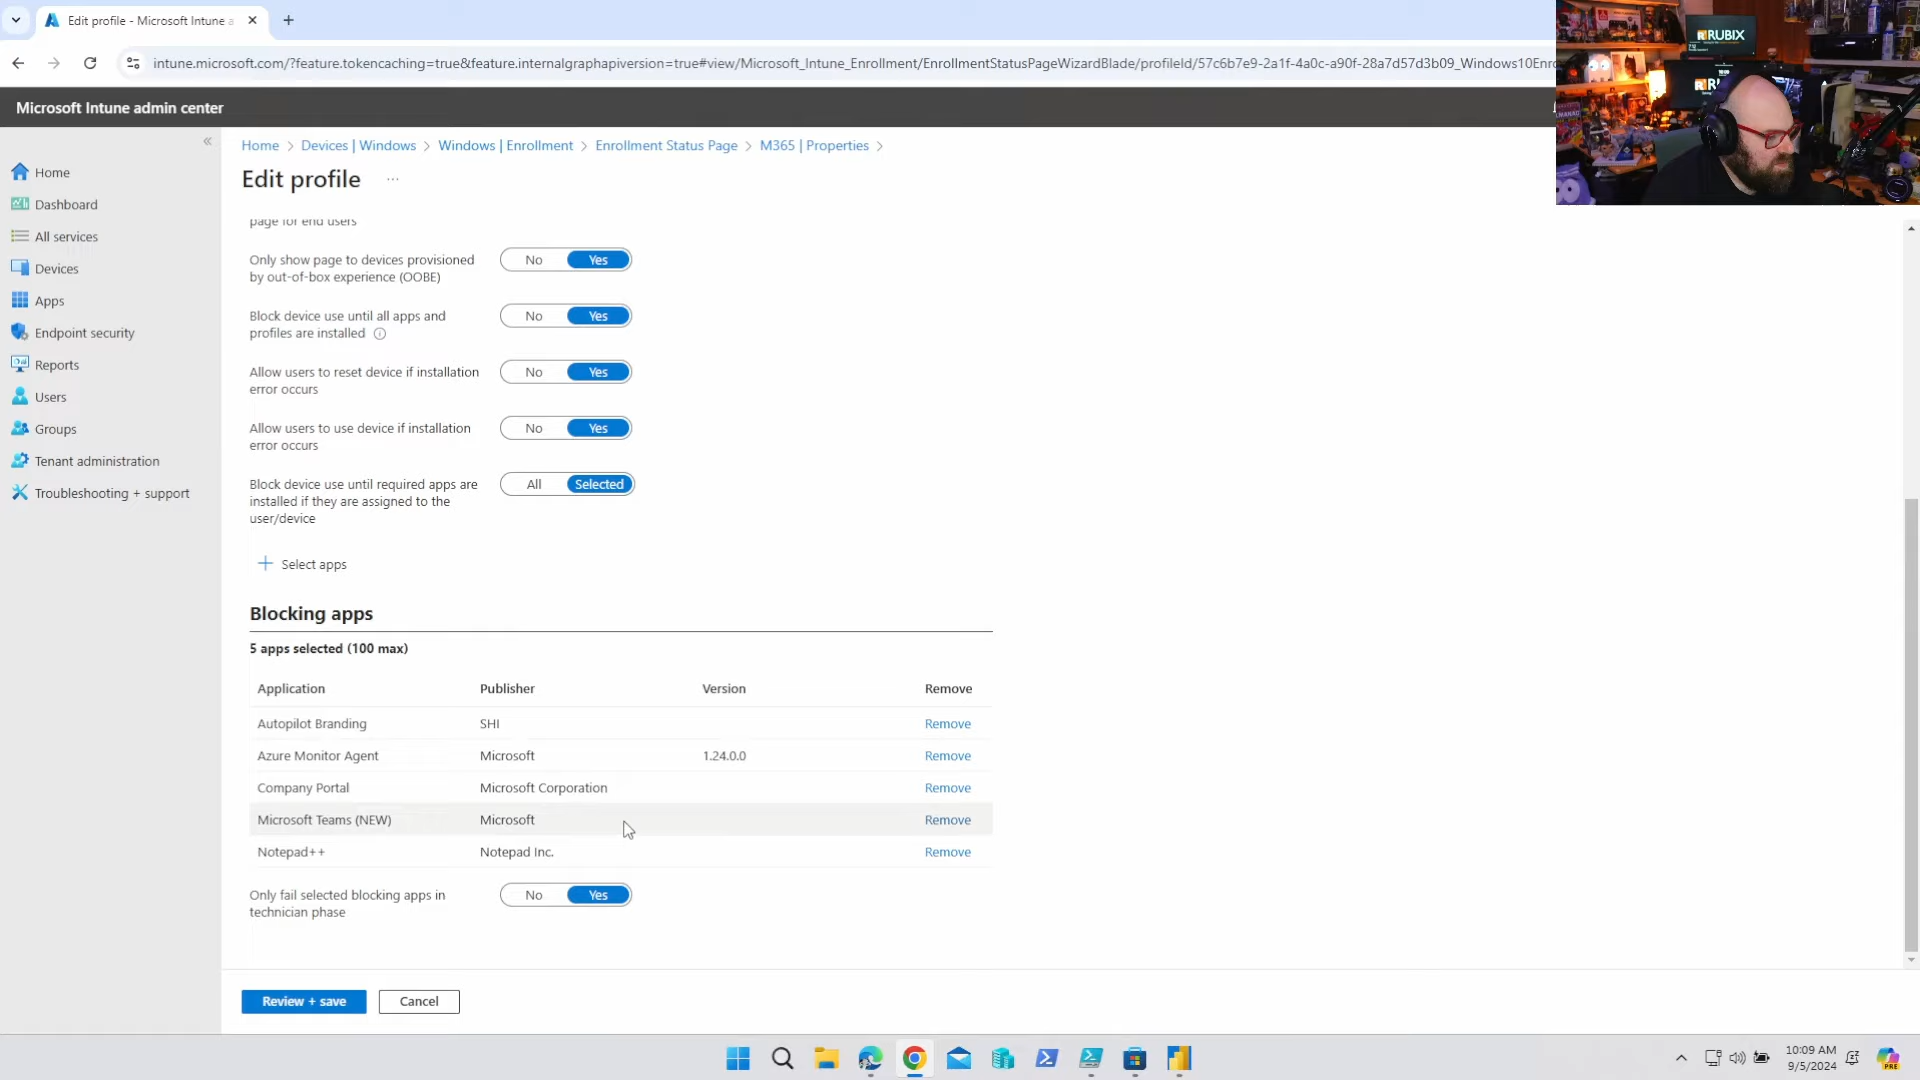 Edit profile - Microsoft Intune a
intune.microsoft.com/?feature.tokencaching=true&feature.internalgraphapiversion=true#view/Microsoft_Intune_Enrollment/EnrollmentStatusPageWizardBlade/profileId/57c6b7e9-2a1f-4a0c-a90f-28a7d57d3b09_Windows10Enro
RUBIX
Microsoft Intune admin center
Home > Devices | Windows > Windows | Enrollment > Enrollment Status Page > M365 | Properties >
Edit profile ...
Home
Dashboard
All services
Devices
Apps
Endpoint security
Reports
Users
Groups
Tenant administration
Troubleshooting + support
page for end users
Only show page to devices provisioned
by out-of-box experience (OOBE)
No Yes
Block device use until all apps and
profiles are installed
No Yes
Allow users to reset device if installation
error occurs
No Yes
Allow users to use device if installation
error occurs
No Yes
Block device use until required apps are
installed if they are assigned to the
user/device
All Selected
Select apps
Blocking apps
5 apps selected (100 max)
Application Publisher Version Remove
Autopilot Branding SHI Remove
Azure Monitor Agent Microsoft 1.24.0.0 Remove
Company Portal Microsoft Corporation Remove
Microsoft Teams (NEW) Microsoft Remove
Notepad++ Notepad Inc. Remove
Only fail selected blocking apps in
technician phase
No Yes
Review + save Cancel
10:09 AM
9/5/2024
PRE